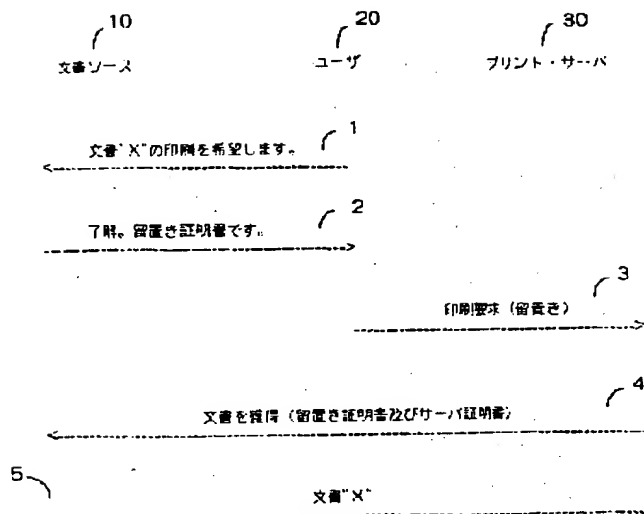 10
20
30
文書ソース
ユーザ
プリント・サーバ
1
文書"X"の印刷を希望します。
2
了解。留置き証明書です。
3
印刷要求(留置き)
4
文書を獲得(留置き証明書及びサーバ証明書)
5
文書"X"